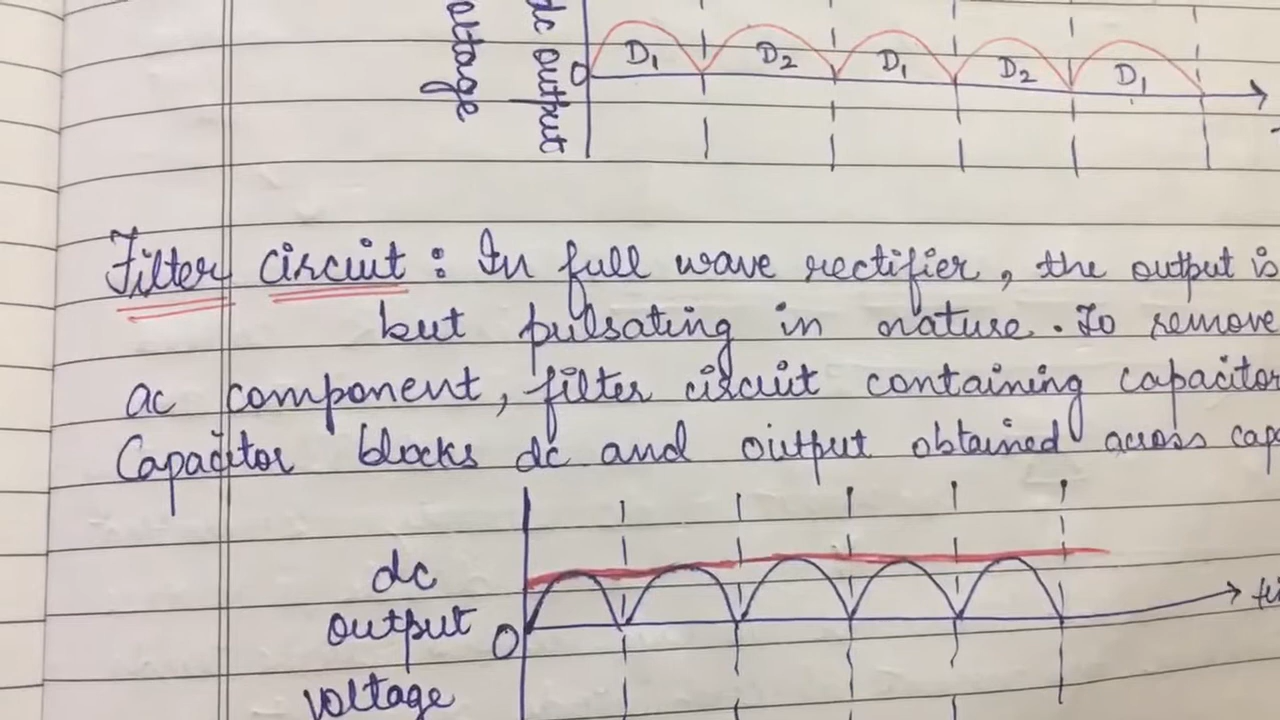 voltage
dc output
0
D1 D2 D1 D2 D1
Filter circuit : In full wave rectifier, the output is
but pulsating in nature. To remove
ac component, filter circuit containing capacitor
Capacitor blocks dc and oiutput obtained across
dc
output
voltage
0